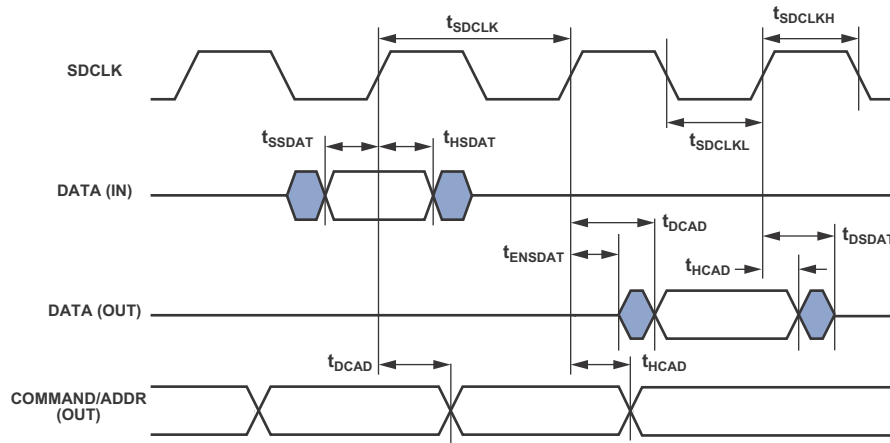 tSDCLK
tSDCLKH
SDCLK
tSSDAT
tHSDAT
tSDCLKL
DATA (IN)
tDCAD
tDSDAT
tENSDAT
tHCAD
DATA (OUT)
tDCAD
tHCAD
COMMAND/ADDR
(OUT)